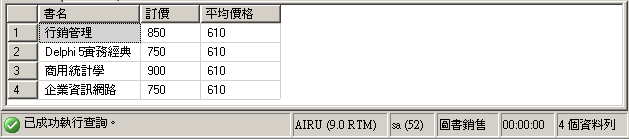 書名 訂價 平均價格
1 行銷管理 850 610
2 Delphi 5實務經典 750 610
3 商用統計學 900 610
4 企業資訊網路 750 610
已成功執行查詢。 AIRU (9.0 RTM) sa (52) 圖書銷售 00:00:00 4 個資料列